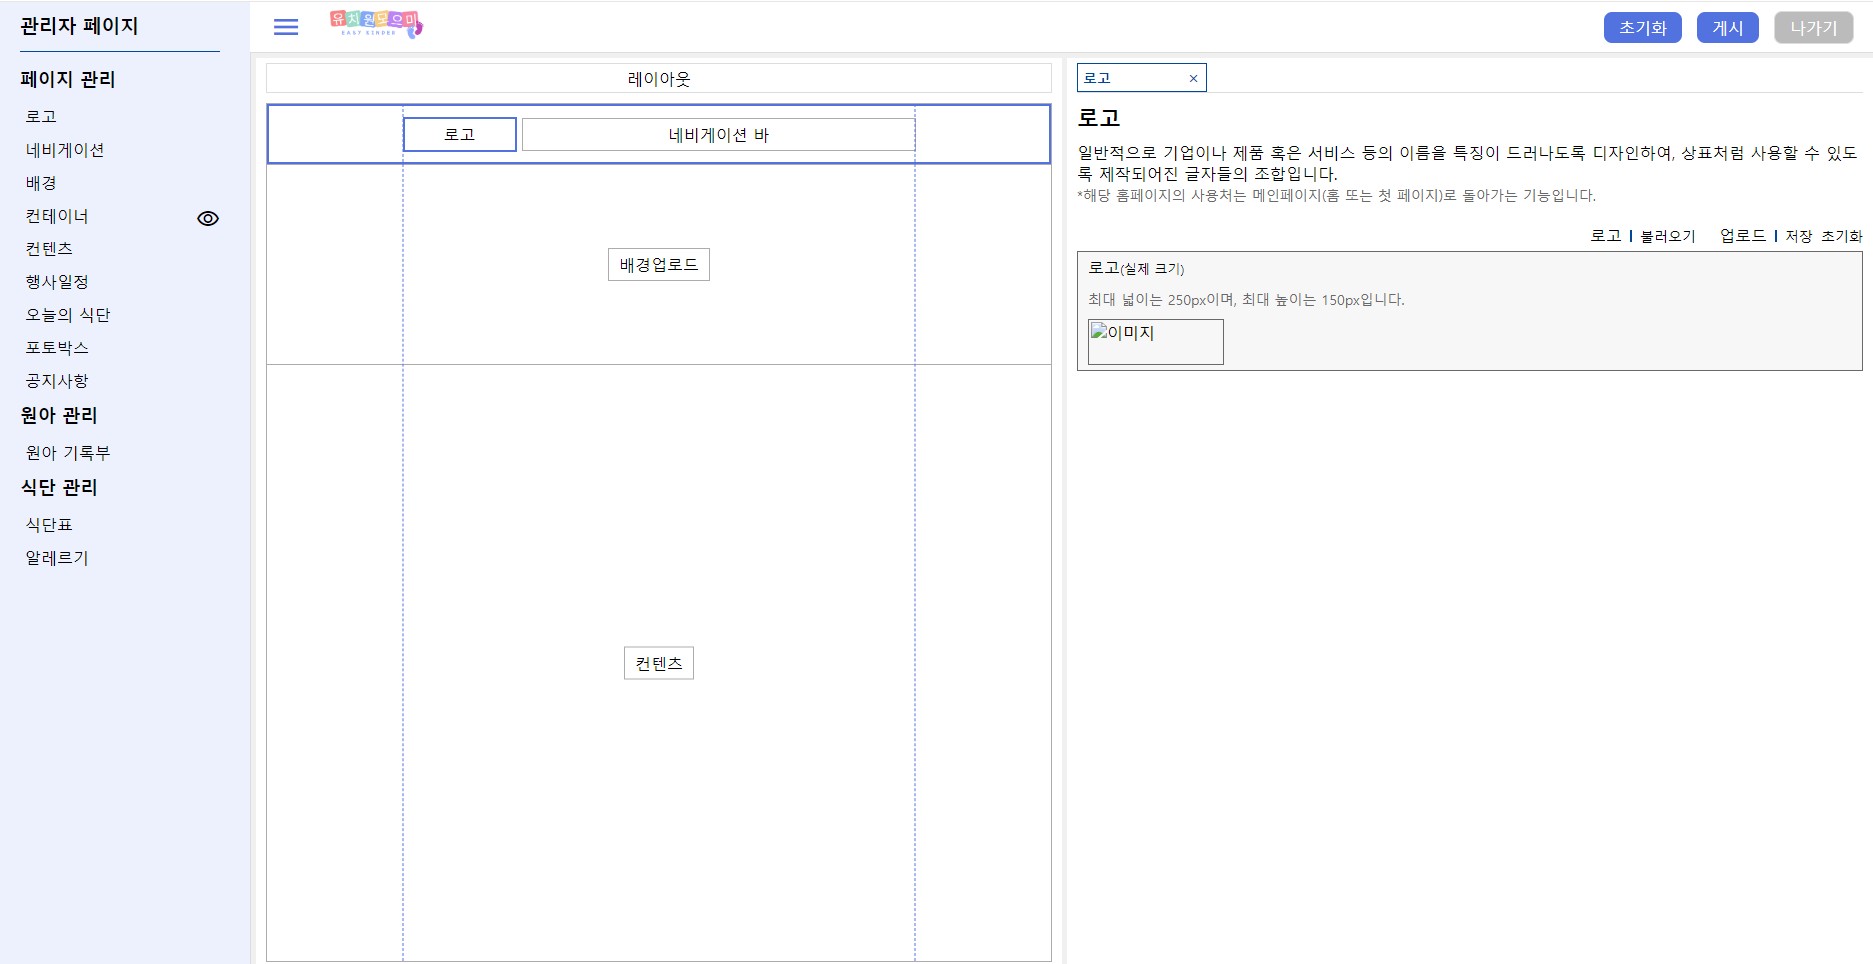 관리자 페이지
페이지 관리
로고
네비게이션
배경
컨테이너
컨텐츠
행사일정
오늘의 식단
포토박스
공지사항
원아 관리
원아 기록부
식단 관리
식단표
알레르기
유치원모으미
EASY KINDER
초기화
게시
나가기
레이아웃
로고
네비게이션 바
배경업로드
컨텐츠
로고 ×
로고
일반적으로 기업이나 제품 혹은 서비스 등의 이름을 특징이 드러나도록 디자인하여, 상표처럼 사용할 수 있도
록 제작되어진 글자들의 조합입니다.
*해당 홈페이지의 사용처는 메인페이지(홈 또는 첫 페이지)로 돌아가는 기능입니다.
로고 | 불러오기 업로드 | 저장 초기화
로고(실제 크기)
최대 넓이는 250px이며, 최대 높이는 150px입니다.
이미지